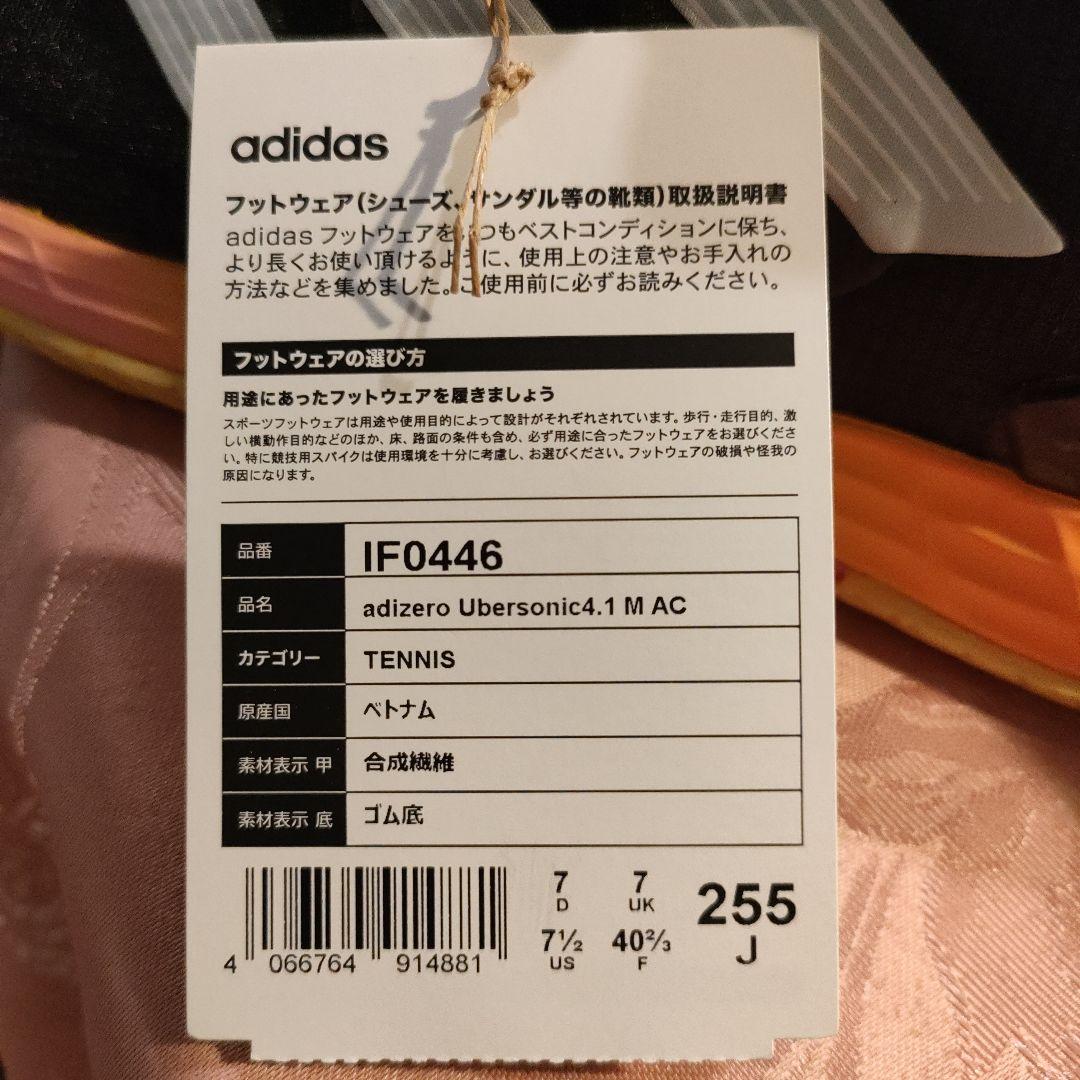 adidas
フットウェア(シューズ、サンダル等の靴類)取扱説明書
adidas フットウェアをいつもベストコンディションに保ち、
より長くお使い頂けるように、使用上の注意やお手入れの
方法などを集めました。ご使用前に必ずお読みください。
フットウェアの選び方
用途にあったフットウェアを履きましょう
スポーツフットウェアは用途や使用目的によって設計がそれぞれされています。歩行・走行目的、激
しい横動作目的などのほか、床、路面の条件も含め、必ず用途に合ったフットウェアをお選びくださ
い。特に競技用スパイクは使用環境を十分に考慮し、お選びください。フットウェアの破損や怪我の
原因になります。
品番 IF0446
品名 adizero Ubersonic4.1 M AC
カテゴリー TENNIS
原産国 ベトナム
素材表示 甲 合成繊維
素材表示 底 ゴム底
7 7 255
D UK J
7½ 40⅔
US F
4 066764 914881